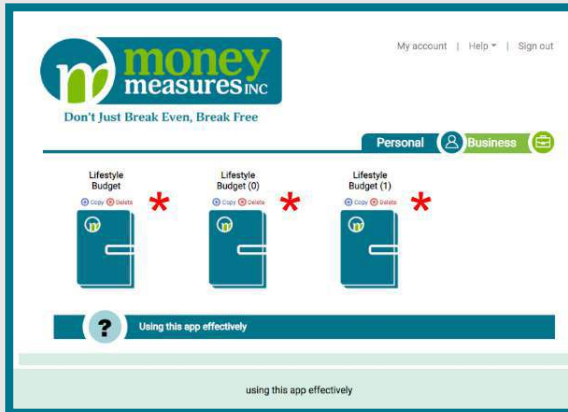 My account | Help | Sign out
money
measures INC
Don't Just Break Even, Break Free
Personal Business
Lifestyle Budget
Copy Delete
Lifestyle Budget (0)
Copy Delete
Lifestyle Budget (1)
Copy Delete
? Using this app effectively
using this app effectively